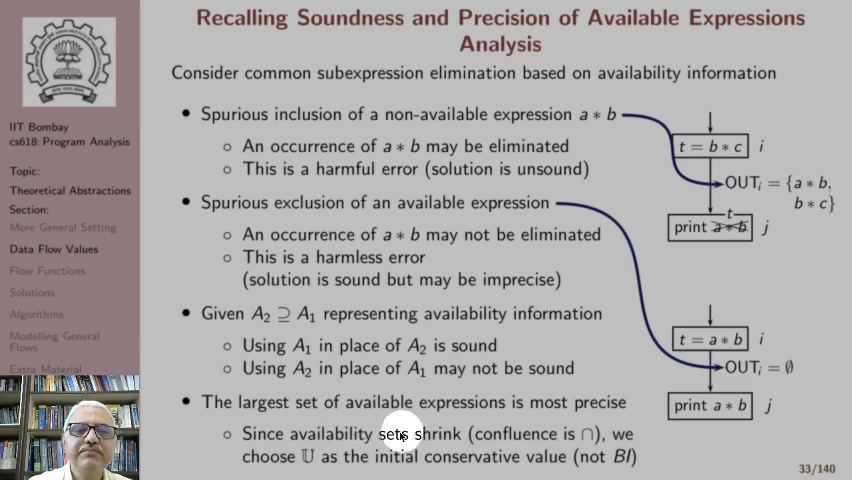 Recalling Soundness and Precision of Available Expressions
Analysis
IIT Bombay
cs618: Program Analysis
Topic:
Theoretical Abstractions
Section:
More General Setting
Data Flow Values
Flow Functions
Solutions
Algorithms
Modelling General
Flows
Extra Material
Consider common subexpression elimination based on availability information
• Spurious inclusion of a non-available expression a ∗ b
◦ An occurrence of a ∗ b may be eliminated
◦ This is a harmful error (solution is unsound)
• Spurious exclusion of an available expression
◦ An occurrence of a ∗ b may not be eliminated
◦ This is a harmless error
(solution is sound but may be imprecise)
• Given A₂ ⊇ A₁ representing availability information
◦ Using A₁ in place of A₂ is sound
◦ Using A₂ in place of A₁ may not be sound
• The largest set of available expressions is most precise
◦ Since availability sets shrink (confluence is ∩), we
choose 𝕌 as the initial conservative value (not BI)
t = b ∗ c i
OUTᵢ = {a ∗ b,
b ∗ c}
t
print a ∗ b j
t = a ∗ b i
OUTᵢ = ∅
print a ∗ b j
33/140